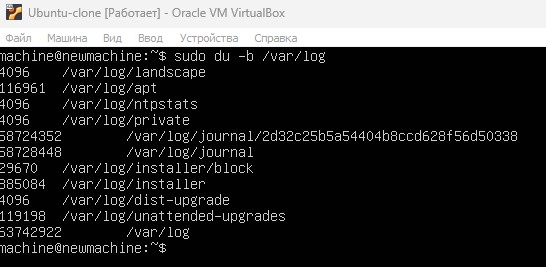 Ubuntu-clone [Работает] - Oracle VM VirtualBox
Файл Машина Вид Ввод Устройства Справка
machine@newmachine:~$ sudo du -b /var/log
4096 /var/log/landscape
116961 /var/log/apt
4096 /var/log/ntpstats
4096 /var/log/private
58724352 /var/log/journal/2d32c25b5a54404b8ccd628f56d50338
58728448 /var/log/journal
29670 /var/log/installer/block
885084 /var/log/installer
4096 /var/log/dist-upgrade
119198 /var/log/unattended-upgrades
63742922 /var/log
machine@newmachine:~$